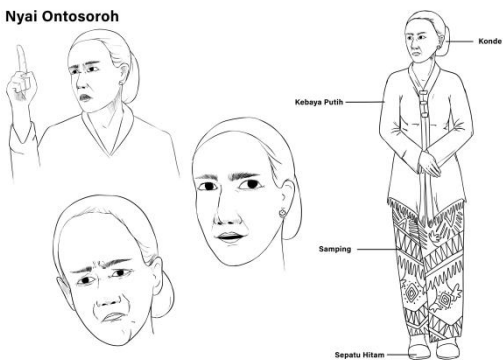 Nyai Ontosoroh
Konde
Kebaya Putih
Samping
Sepatu Hitam